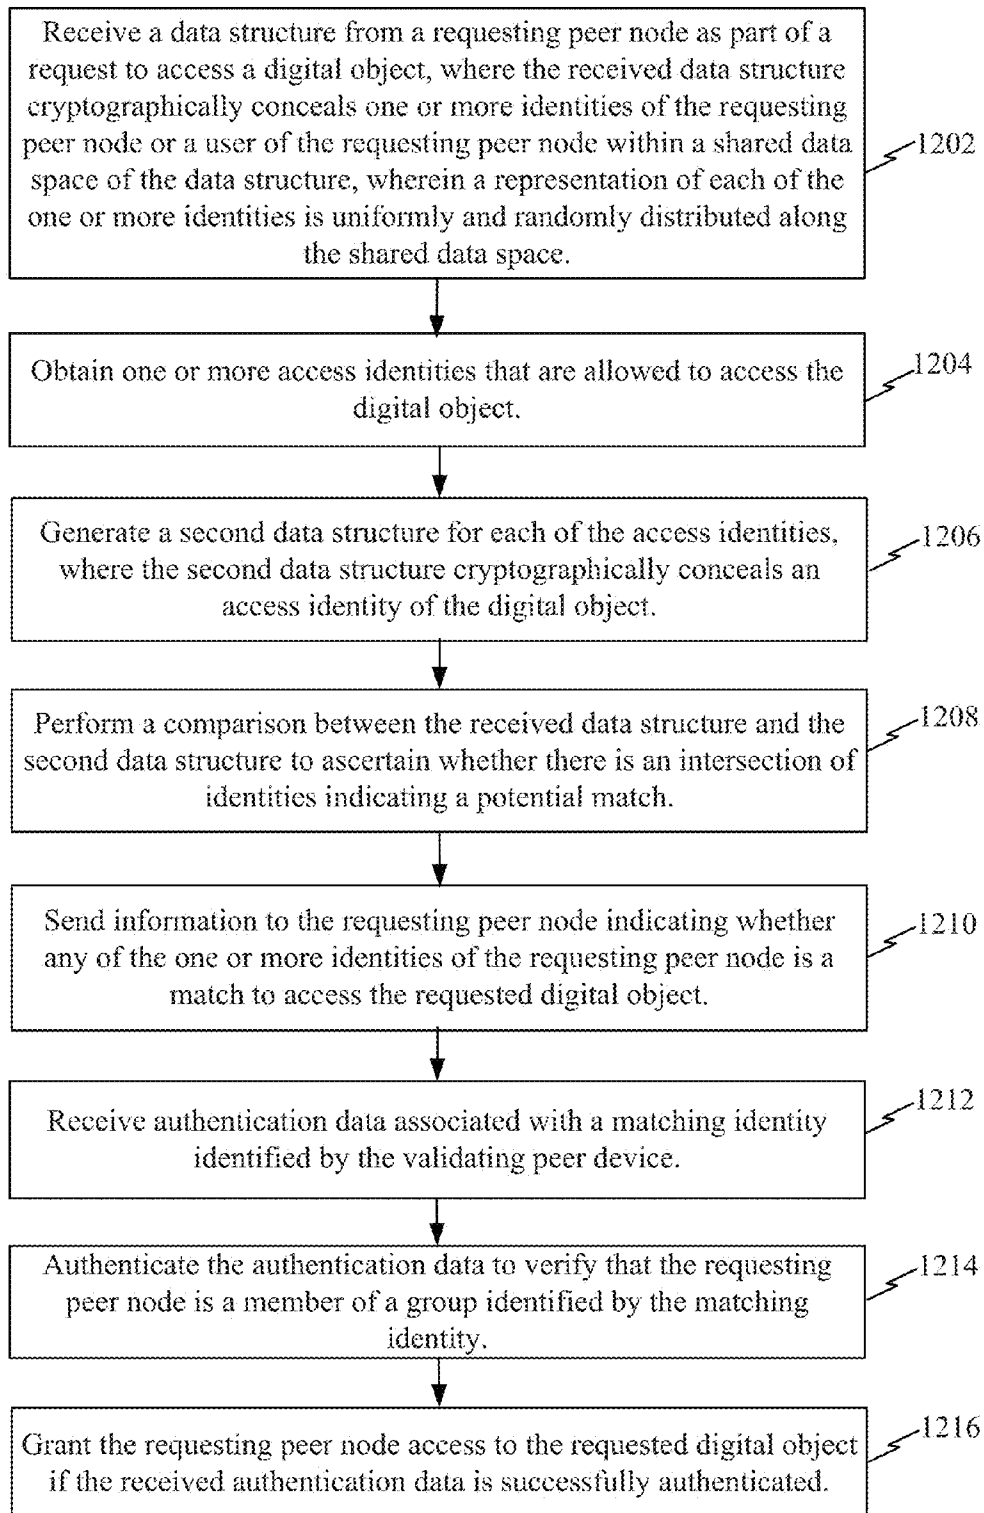 Receive a data structure from a requesting peer node as part of a
request to access a digital object, where the received data structure
cryptographically conceals one or more identities of the requesting
peer node or a user of the requesting peer node within a shared data
space of the data structure, wherein a representation of each of the
one or more identities is uniformly and randomly distributed along
the shared data space.
1202
Obtain one or more access identities that are allowed to access the
digital object.
1204
Generate a second data structure for each of the access identities,
where the second data structure cryptographically conceals an
access identity of the digital object.
1206
Perform a comparison between the received data structure and the
second data structure to ascertain whether there is an intersection of
identities indicating a potential match.
1208
Send information to the requesting peer node indicating whether
any of the one or more identities of the requesting peer node is a
match to access the requested digital object.
1210
Receive authentication data associated with a matching identity
identified by the validating peer device.
1212
Authenticate the authentication data to verify that the requesting
peer node is a member of a group identified by the matching
identity.
1214
Grant the requesting peer node access to the requested digital object
if the received authentication data is successfully authenticated.
1216